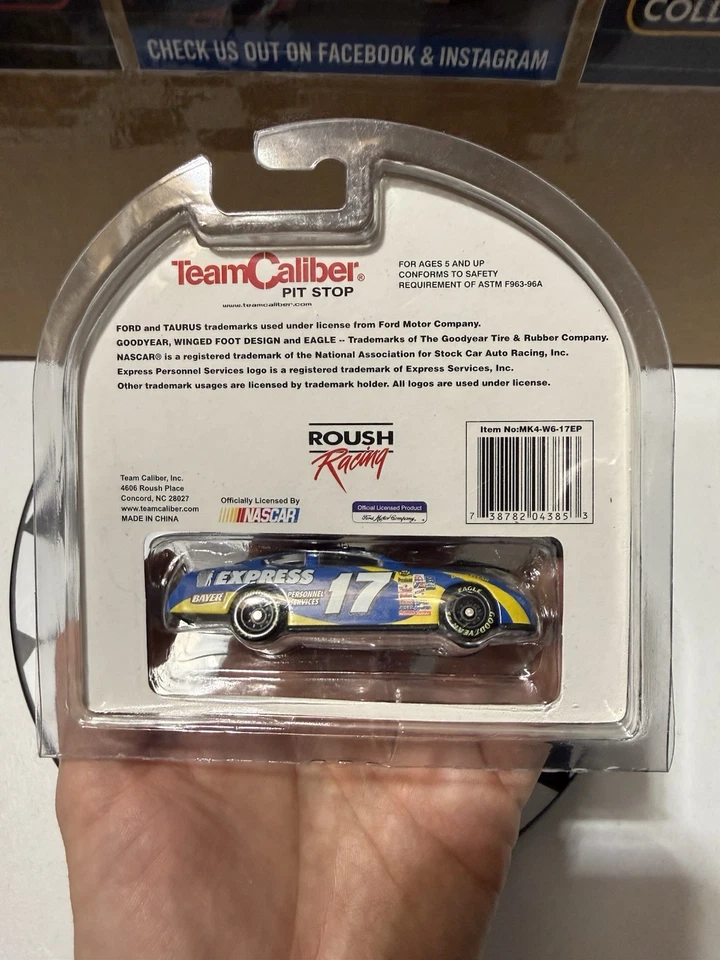 COLL
CHECK US OUT ON FACEBOOK & INSTAGRAM
TeamCaliber®
PIT STOP
www.teamcaliber.com
FOR AGES 5 AND UP
CONFORMS TO SAFETY
REQUIREMENT OF ASTM F963-96A
FORD and TAURUS trademarks used under license from Ford Motor Company.
GOODYEAR, WINGED FOOT DESIGN and EAGLE -- Trademarks of The Goodyear Tire & Rubber Company.
NASCAR® is a registered trademark of the National Association for Stock Car Auto Racing, Inc.
Express Personnel Services logo is a registered trademark of Express Services, Inc.
Other trademark usages are licensed by trademark holder. All logos are used under license.
ROUSH
Racing
Item No:MK4-W6-17EP
7 38782 04385 3
Team Caliber, Inc.
4606 Roush Place
Concord, NC 28027
www.teamcaliber.com
MADE IN CHINA
Officially Licensed By
NASCAR
Official Licensed Product
Ford Motor Company,
EXPRESS
PERSONNEL
SERVICES
BAYER
17
EAGLE
GOODYEAR